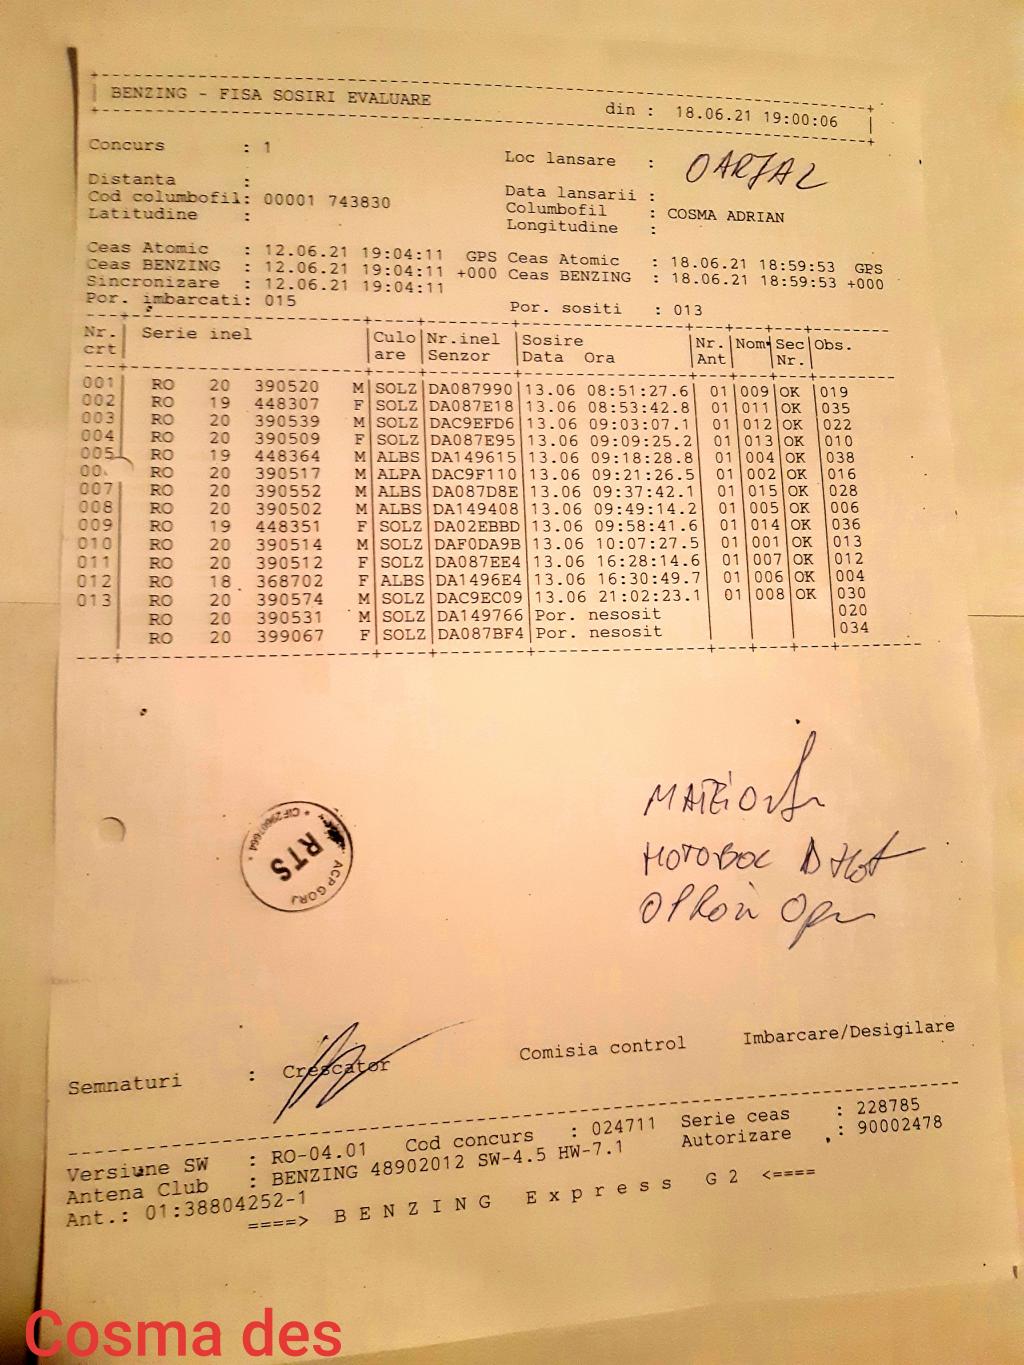 BENZING - FISA SOSIRI EVALUARE din : 18.06.21 19:00:06
Concurs : 1 Loc lansare :
Distanta : Data lansarii :
Cod columbofil: 00001 743830 Columbofil : COSMA ADRIAN
Latitudine : Longitudine :
Ceas Atomic : 12.06.21 19:04:11 GPS Ceas Atomic : 18.06.21 18:59:53 GPS
Ceas BENZING : 12.06.21 19:04:11 +000 Ceas BENZING : 18.06.21 18:59:53 +000
Sincronizare : 12.06.21 19:04:11
Por. imbarcati: 015 Por. sositi : 013
Nr. Serie inel Culo Nr.inel Sosire Nr. Nom Sec Obs.
crt are Senzor Data Ora Ant Nr.
001 RO 20 390520 M SOLZ DA087990 13.06 08:51:27.6 01 009 OK 019
002 RO 19 448307 F SOLZ DA087E18 13.06 08:53:42.8 01 011 OK 035
003 RO 20 390539 M SOLZ DAC9EFD6 13.06 09:03:07.1 01 012 OK 022
004 RO 20 390509 F SOLZ DA087E95 13.06 09:09:25.2 01 013 OK 010
005 RO 19 448364 M ALBS DA149615 13.06 09:18:28.8 01 004 OK 038
00 RO 20 390517 M ALPA DAC9F110 13.06 09:21:26.5 01 002 OK 016
007 RO 20 390552 M ALBS DA087D8E 13.06 09:37:42.1 01 015 OK 028
008 RO 20 390502 M ALBS DA149408 13.06 09:49:14.2 01 005 OK 006
009 RO 19 448351 F SOLZ DA02EBBD 13.06 09:58:41.6 01 014 OK 036
010 RO 20 390514 M SOLZ DAF0DA9B 13.06 10:07:27.5 01 001 OK 013
011 RO 20 390512 F SOLZ DA087EE4 13.06 16:28:14.6 01 007 OK 012
012 RO 18 368702 F ALBS DA1496E4 13.06 16:30:49.7 01 006 OK 004
013 RO 20 390574 M SOLZ DAC9EC09 13.06 21:02:23.1 01 008 OK 030
RO 20 390531 M SOLZ DA149766 Por. nesosit 020
RO 20 399067 F SOLZ DA087BF4 Por. nesosit 034
MATEI
MOTOBOC
RTS
ACP GORJ
Semnaturi : Crescator Comisia control Imbarcare/Desigilare
Versiune SW : RO-04.01 Cod concurs : 024711 Serie ceas : 228785
Antena Club : BENZING 48902012 SW-4.5 HW-7.1 Autorizare : 90002478
Ant.: 01:38804252-1
====> B E N Z I N G E x p r e s s G 2 <====
Cosma des